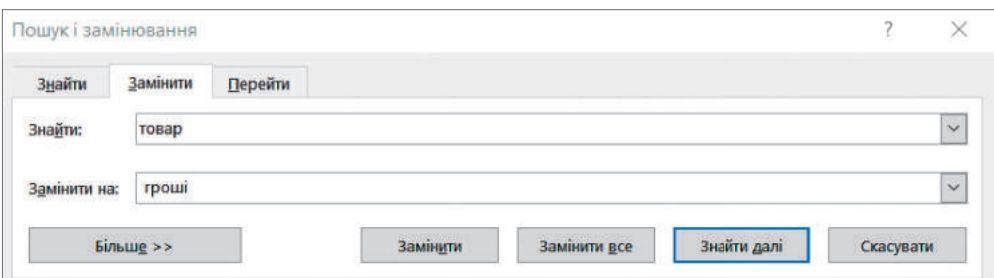 Пошук і замінювання ?
Знайти Замінити Перейти
Знайти: товар
Замінити на: гроші
Більше >> Замінити Замінити все Знайти далі Скасувати